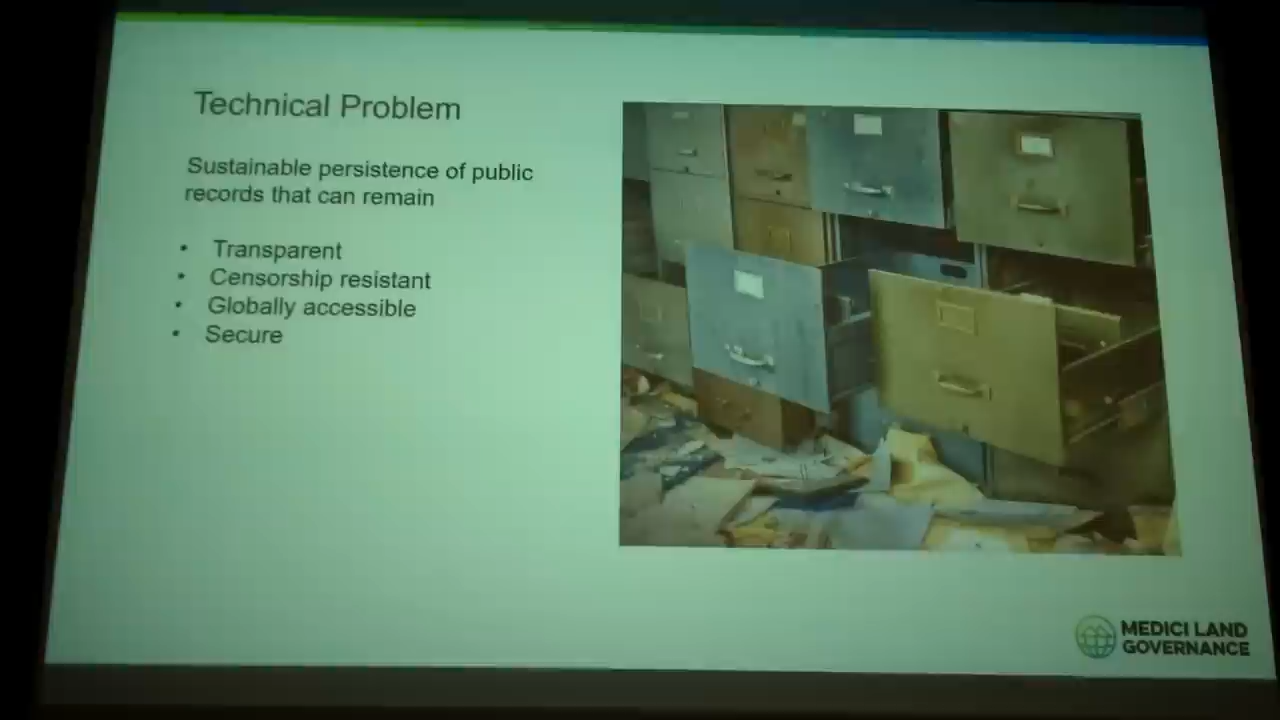 Technical Problem
Sustainable persistence of public
records that can remain
• Transparent
• Censorship resistant
• Globally accessible
• Secure
MEDICI LAND
GOVERNANCE